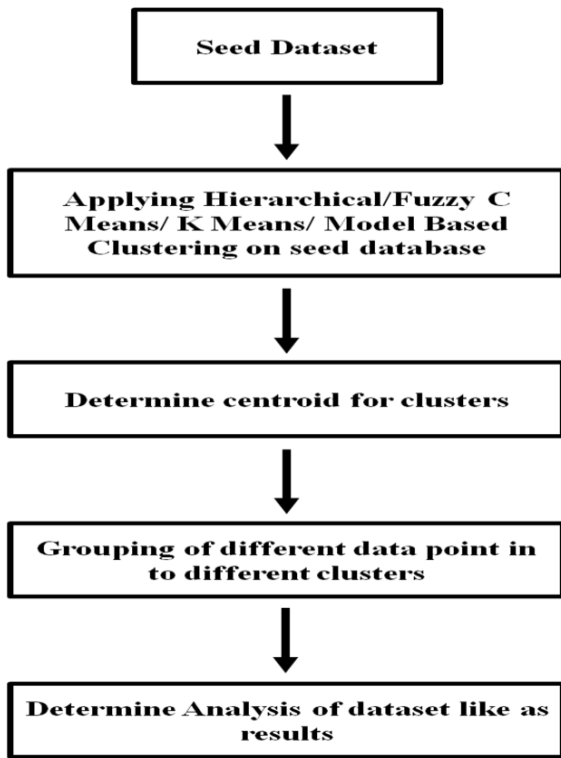 Seed Dataset
Applying Hierarchical/Fuzzy C
Means/ K Means/ Model Based
Clustering on seed database
Determine centroid for clusters
Grouping of different data point in
to different clusters
Determine Analysis of dataset like as
results